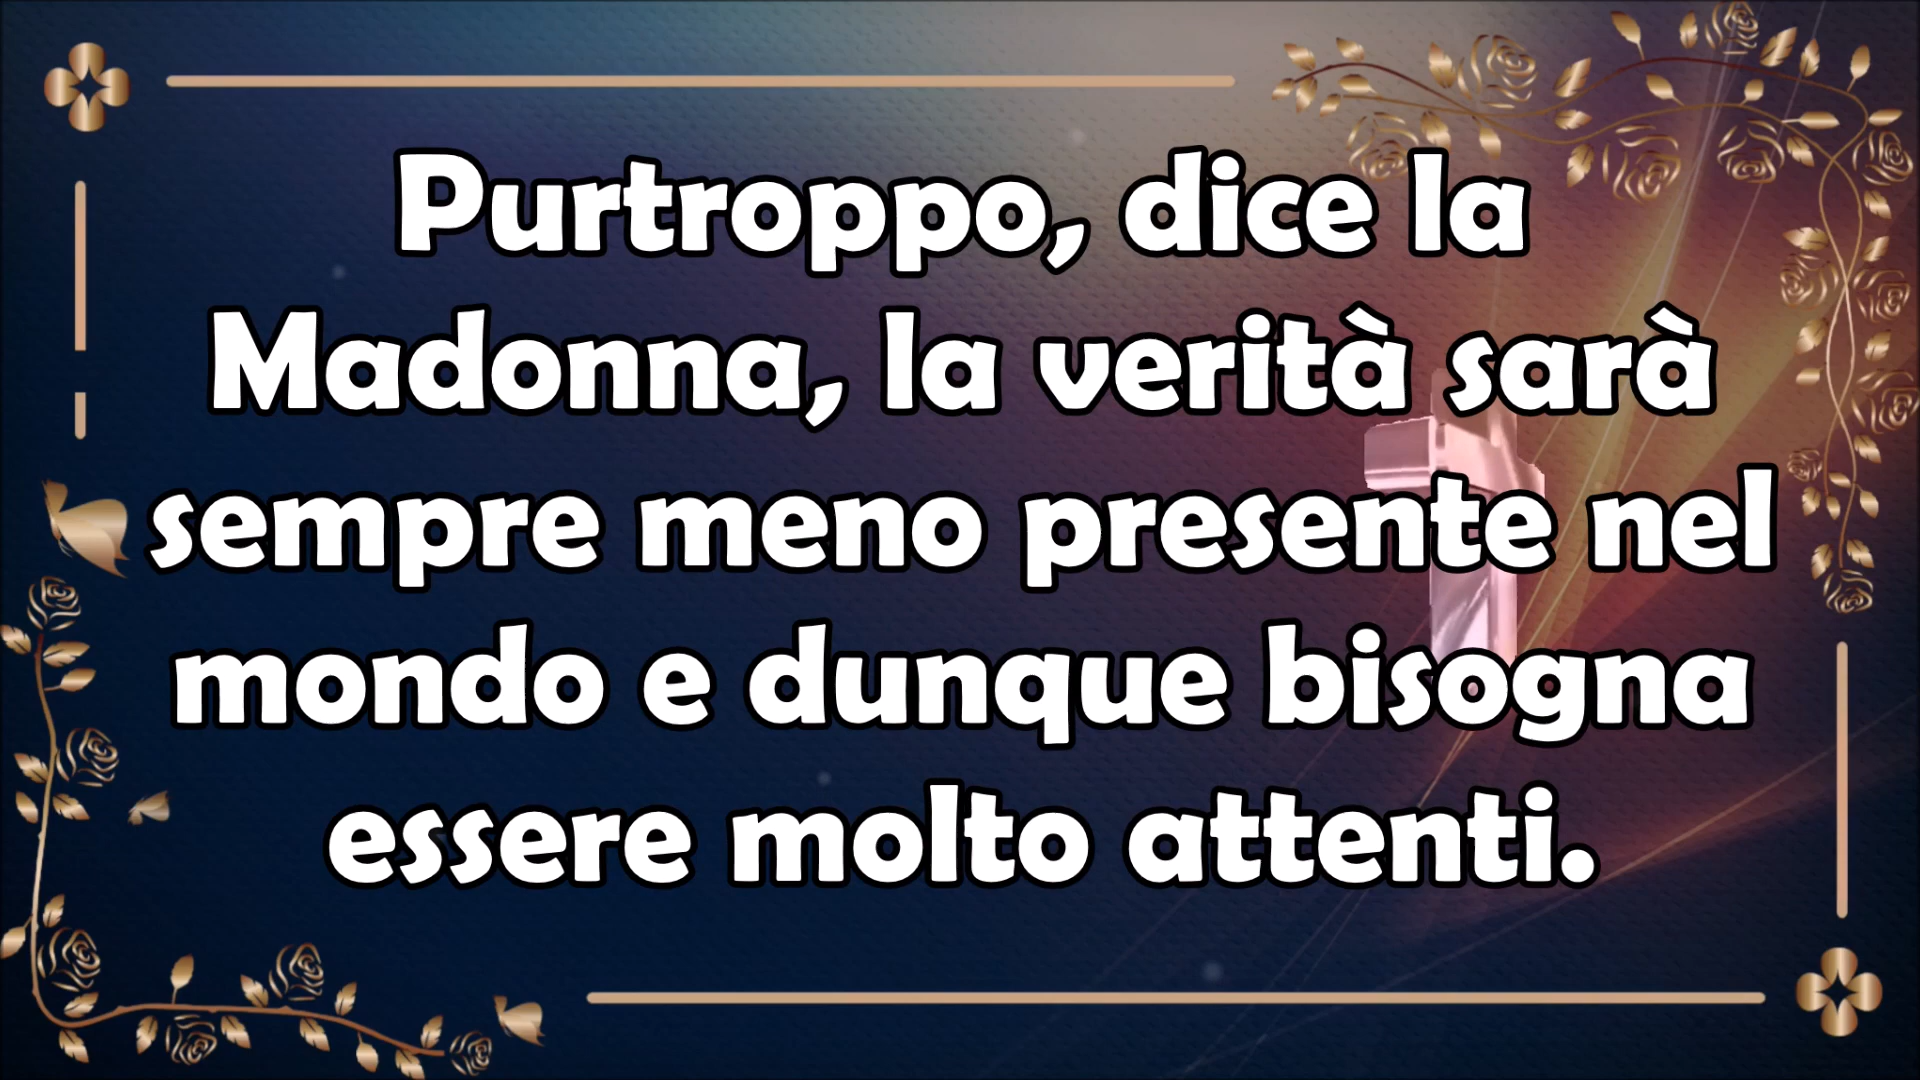 Purtroppo, dice la
Madonna, la verità sarà
sempre meno presente nel
mondo e dunque bisogna
essere molto attenti.